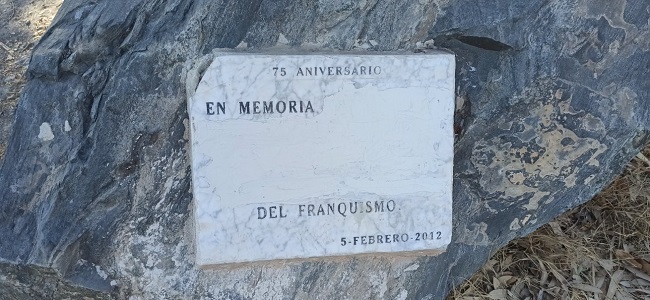 75 ANIVERSARIO
EN MEMORIA
DEL FRANQUISMO
5-FEBRERO-2012